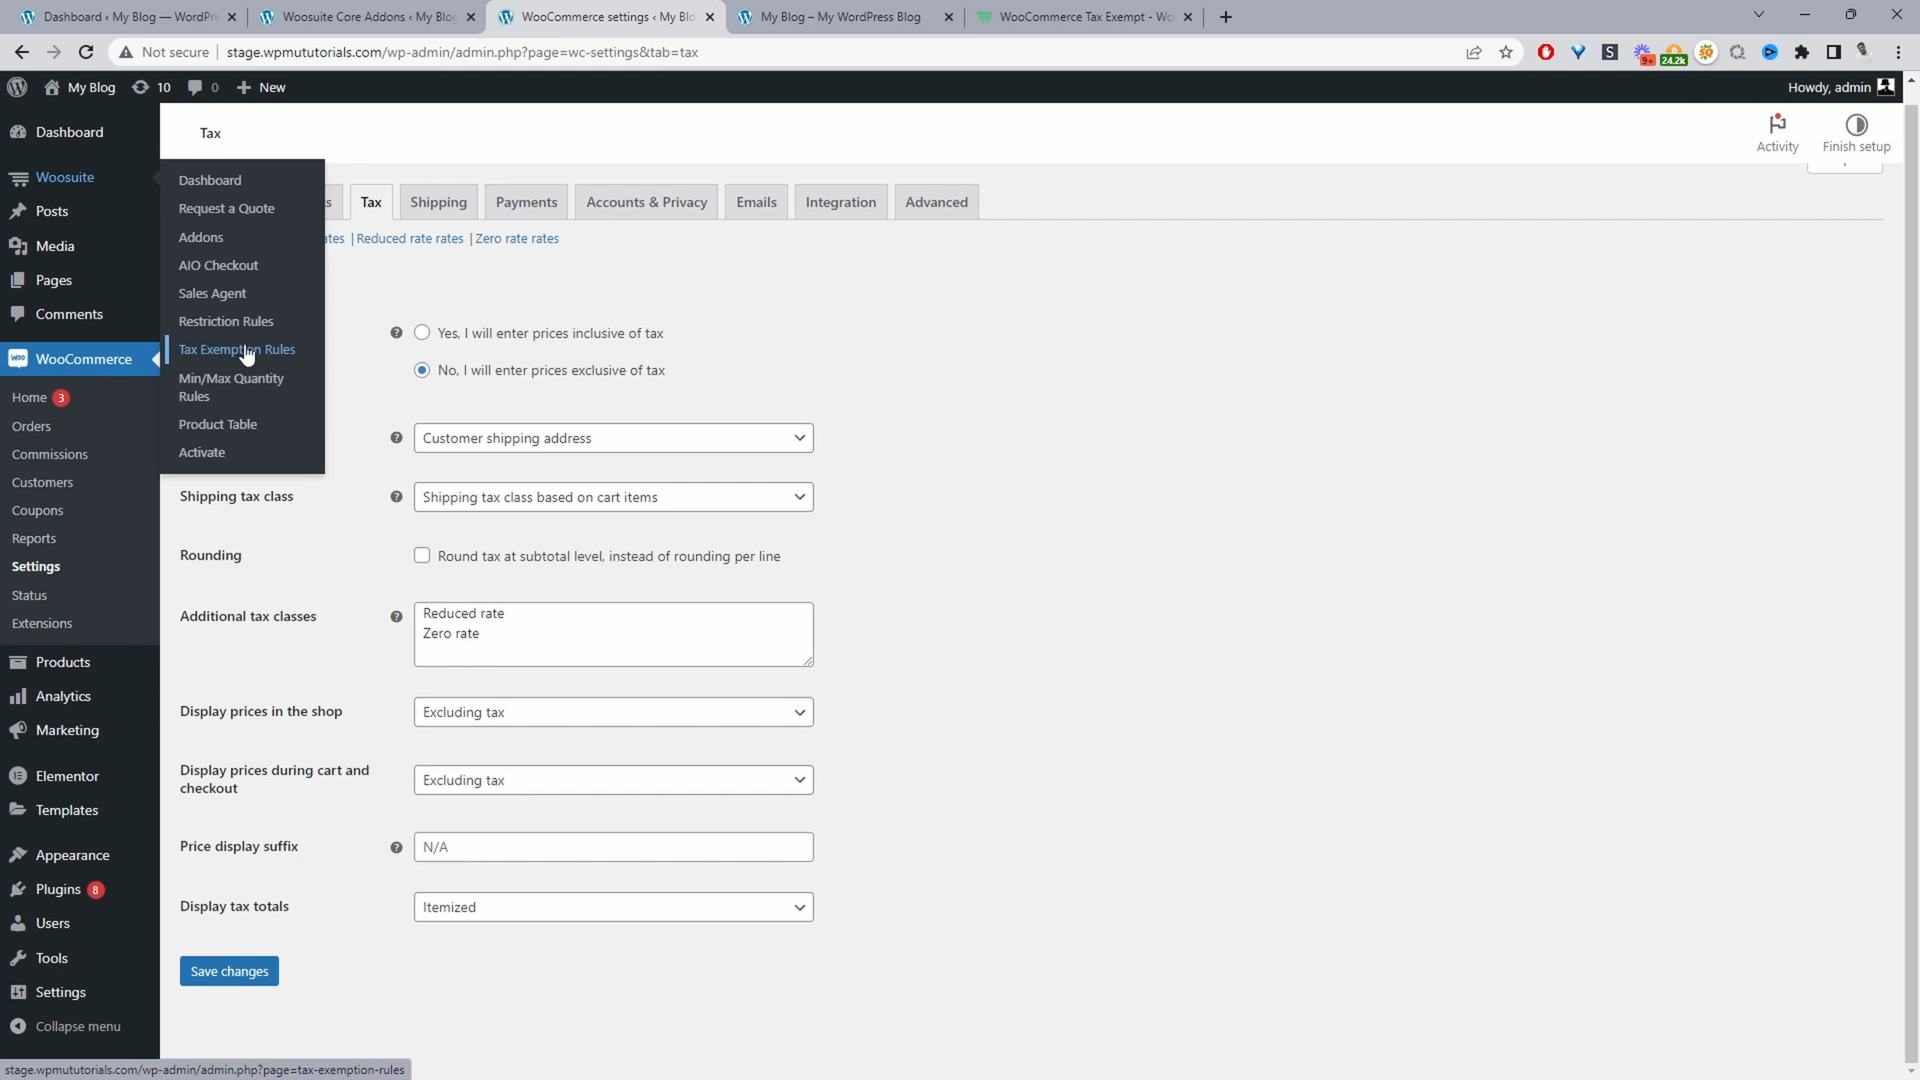 Dashboard ‹ My Blog — WordPr
Woosuite Core Addons ‹ My Blog
WooCommerce settings ‹ My Blo
My Blog – My WordPress Blog
WooCommerce Tax Exempt - Wo
Not secure
stage.wpmututorials.com/wp-admin/admin.php?page=wc-settings&tab=tax
9+
24.2k
My Blog
10
0
New
Howdy, admin
Tax
Activity
Finish setup
Dashboard
Woosuite
Posts
Media
Pages
Comments
WooCommerce
Home 3
Orders
Commissions
Customers
Coupons
Reports
Settings
Status
Extensions
Products
Analytics
Marketing
Elementor
Templates
Appearance
Plugins 8
Users
Tools
Settings
Collapse menu
Dashboard
Request a Quote
Addons
AIO Checkout
Sales Agent
Restriction Rules
Tax Exemption Rules
Min/Max Quantity
Rules
Product Table
Activate
s
Tax
Shipping
Payments
Accounts & Privacy
Emails
Integration
Advanced
ates | Reduced rate rates | Zero rate rates
Yes, I will enter prices inclusive of tax
No, I will enter prices exclusive of tax
Customer shipping address
Shipping tax class
Shipping tax class based on cart items
Rounding
Round tax at subtotal level, instead of rounding per line
Additional tax classes
Reduced rate
Zero rate
Display prices in the shop
Excluding tax
Display prices during cart and
checkout
Excluding tax
Price display suffix
N/A
Display tax totals
Itemized
Save changes
stage.wpmututorials.com/wp-admin/admin.php?page=tax-exemption-rules